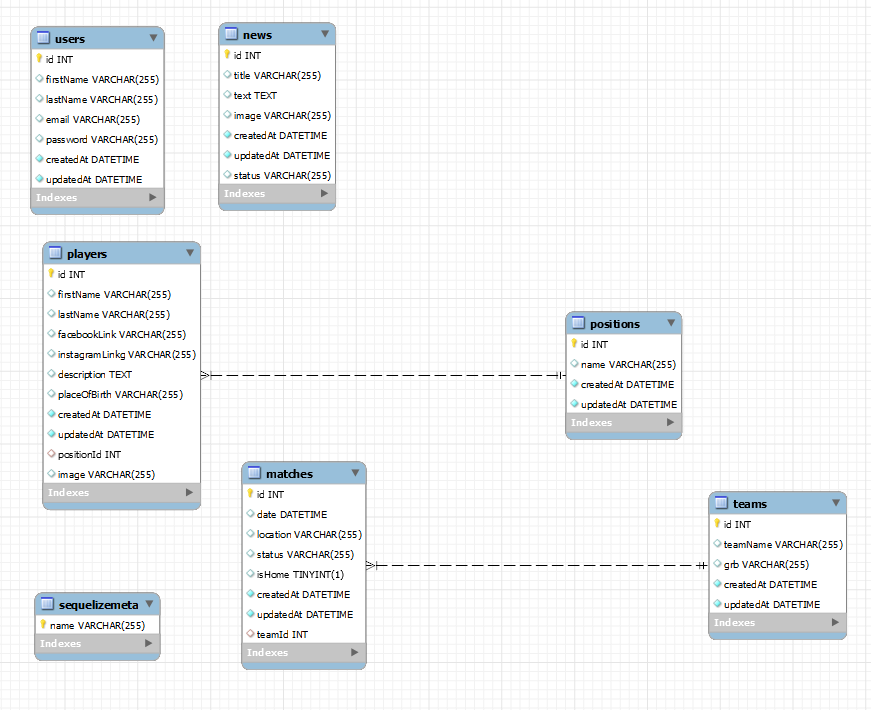 users
id INT
firstName VARCHAR(255)
lastName VARCHAR(255)
email VARCHAR(255)
password VARCHAR(255)
createdAt DATETIME
updatedAt DATETIME
Indexes
news
id INT
title VARCHAR(255)
text TEXT
image VARCHAR(255)
createdAt DATETIME
updatedAt DATETIME
status VARCHAR(255)
Indexes
players
id INT
firstName VARCHAR(255)
lastName VARCHAR(255)
facebookLink VARCHAR(255)
instagramLinkg VARCHAR(255)
description TEXT
placeOfBirth VARCHAR(255)
createdAt DATETIME
updatedAt DATETIME
positionId INT
image VARCHAR(255)
Indexes
positions
id INT
name VARCHAR(255)
createdAt DATETIME
updatedAt DATETIME
Indexes
matches
id INT
date DATETIME
location VARCHAR(255)
status VARCHAR(255)
isHome TINYINT(1)
createdAt DATETIME
updatedAt DATETIME
teamId INT
Indexes
teams
id INT
teamName VARCHAR(255)
grb VARCHAR(255)
createdAt DATETIME
updatedAt DATETIME
Indexes
sequelizemeta
name VARCHAR(255)
Indexes